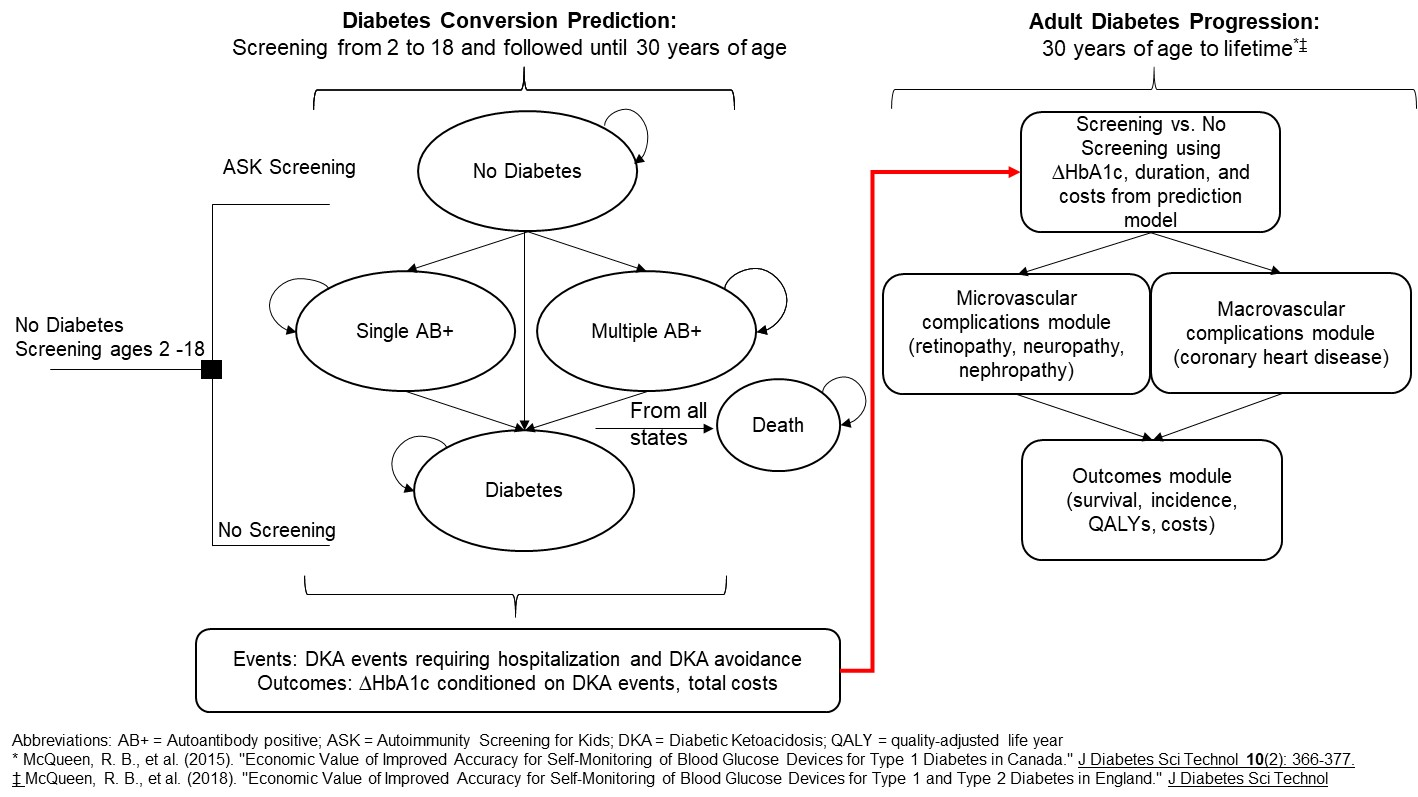 Diabetes Conversion Prediction:
Screening from 2 to 18 and followed until 30 years of age
ASK Screening
No Diabetes
Single AB+
Multiple AB+
No Diabetes
Screening ages 2 -18
From all
states
Death
Diabetes
No Screening
Events: DKA events requiring hospitalization and DKA avoidance
Outcomes: ΔHbA1c conditioned on DKA events, total costs
Adult Diabetes Progression:
30 years of age to lifetime*‡
Screening vs. No
Screening using
ΔHbA1c, duration, and
costs from prediction
model
Microvascular
complications module
(retinopathy, neuropathy,
nephropathy)
Macrovascular
complications module
(coronary heart disease)
Outcomes module
(survival, incidence,
QALYs, costs)
Abbreviations: AB+ = Autoantibody positive; ASK = Autoimmunity Screening for Kids; DKA = Diabetic Ketoacidosis; QALY = quality-adjusted life year
* McQueen, R. B., et al. (2015). "Economic Value of Improved Accuracy for Self-Monitoring of Blood Glucose Devices for Type 1 Diabetes in Canada." J Diabetes Sci Technol 10(2): 366-377.
‡ McQueen, R. B., et al. (2018). "Economic Value of Improved Accuracy for Self-Monitoring of Blood Glucose Devices for Type 1 and Type 2 Diabetes in England." J Diabetes Sci Technol